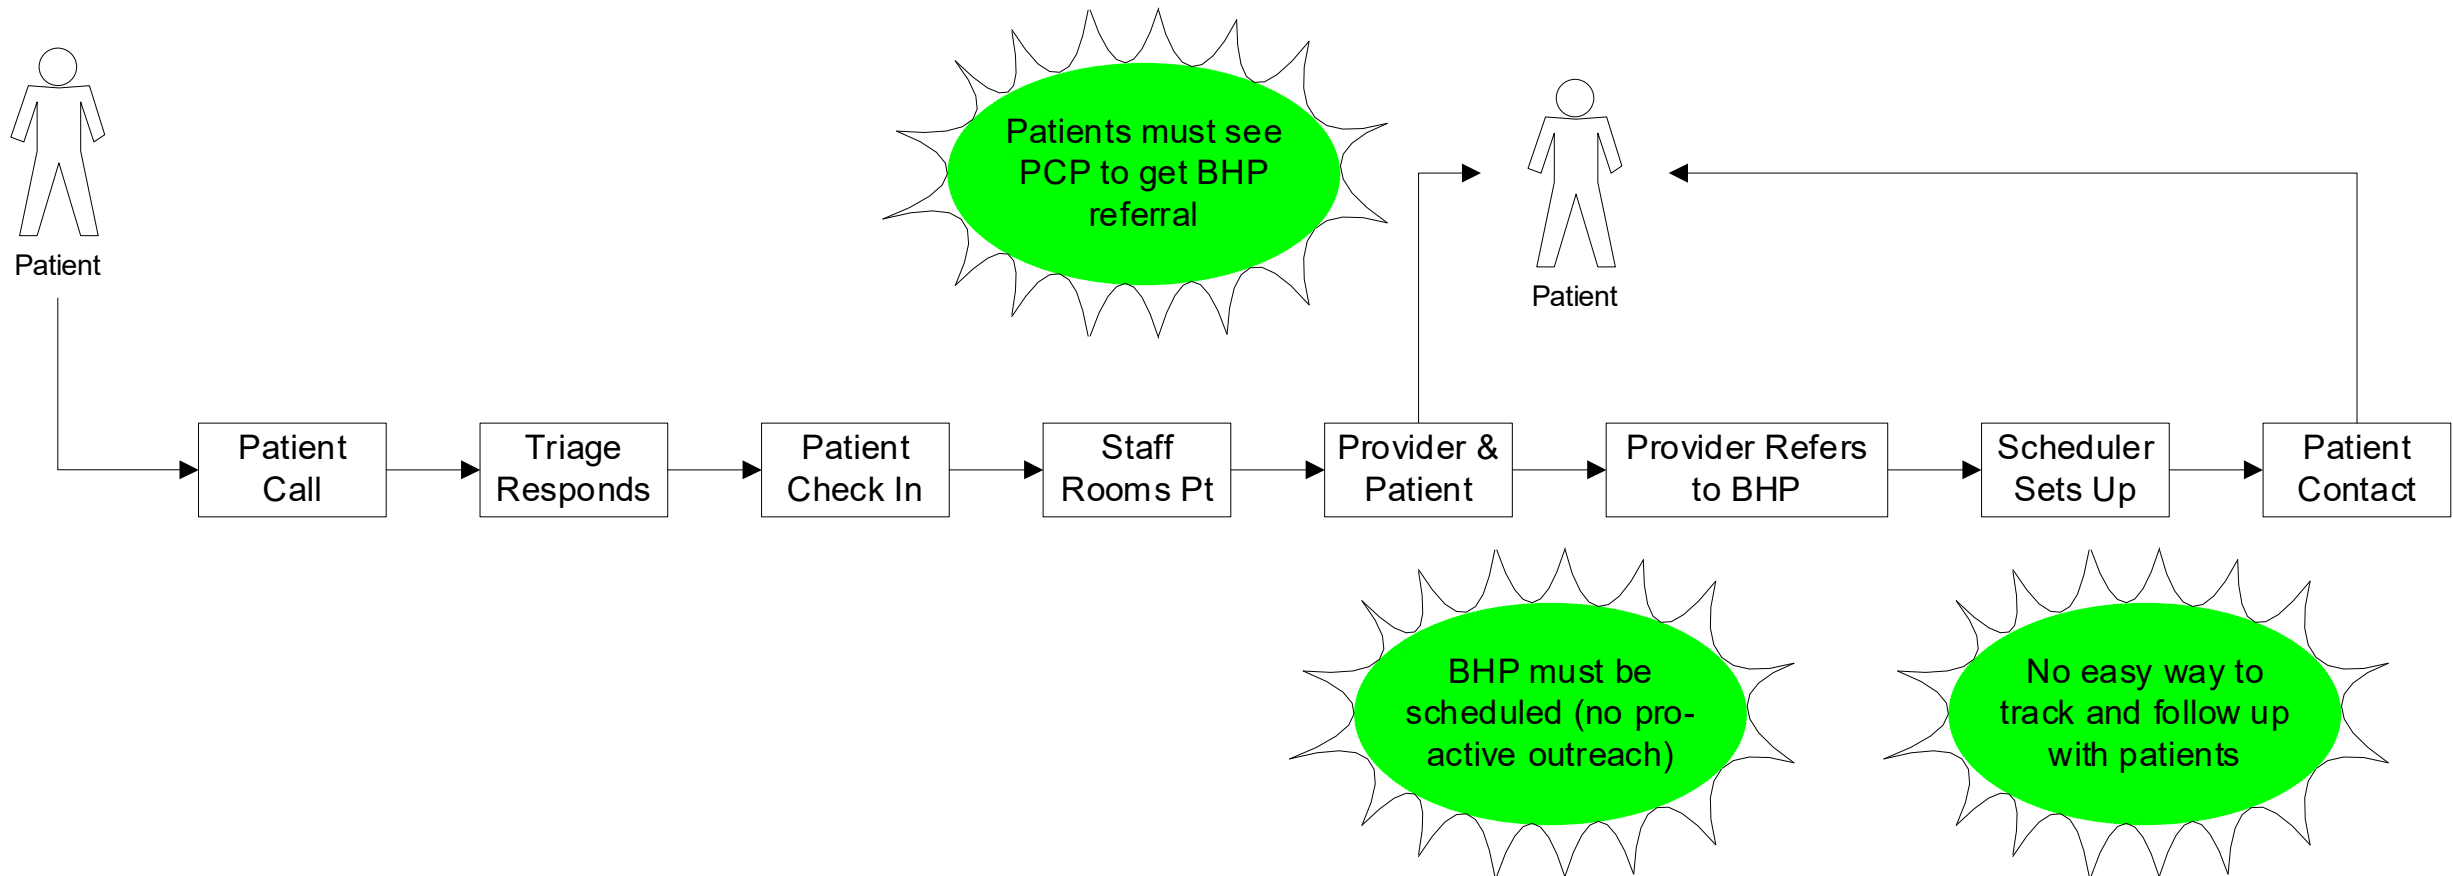 Patients must see
PCP to get BHP
referral
Patient
Patient
Patient
Call
Triage
Responds
Patient
Check In
Staff
Rooms Pt
Provider &
Patient
Provider Refers
to BHP
Scheduler
Sets Up
Patient
Contact
BHP must be
scheduled (no pro-
active outreach)
No easy way to
track and follow up
with patients